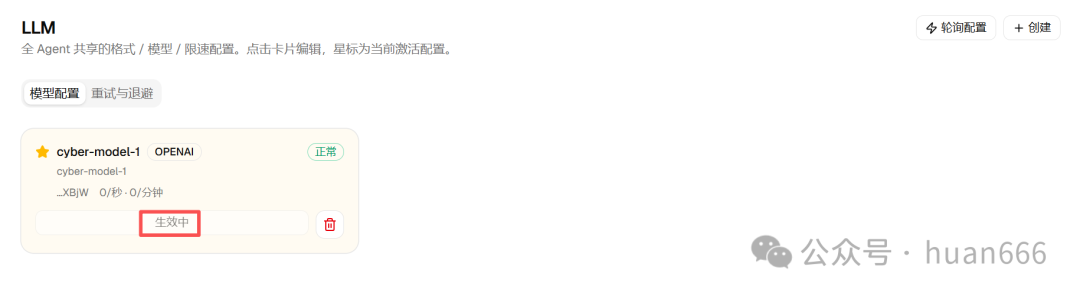 LLM
轮询配置
+ 创建
全 Agent 共享的格式 / 模型 / 限速配置。点击卡片编辑，星标为当前激活配置。
模型配置 重试与退避
cyber-model-1 OPENAI 正常
cyber-model-1
...XBjW 0/秒 · 0/分钟
生效中
公众号 · huan666